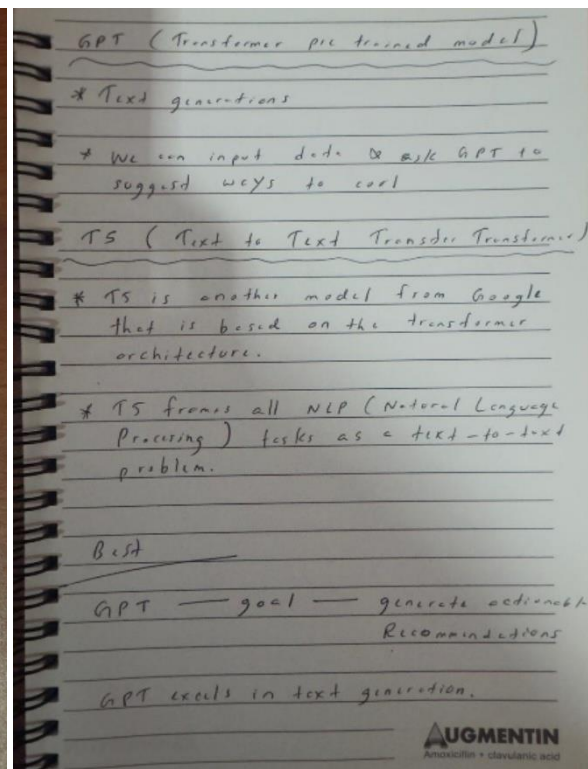 GPT (Transformer pre trained model)
* Text generations
* We can input data & ask GPT to
suggest ways to
T5 (Text to Text Transfer Transformer)
* T5 is another model from Google
that is based on the transformer
architecture.
* T5 frames all NLP (Natural Language
Processing) tasks as a text-to-text
problem.
Best
GPT — goal — generate actionable
Recommendations
GPT excels in text generation.
AUGMENTIN
Amoxicillin + clavulanic acid